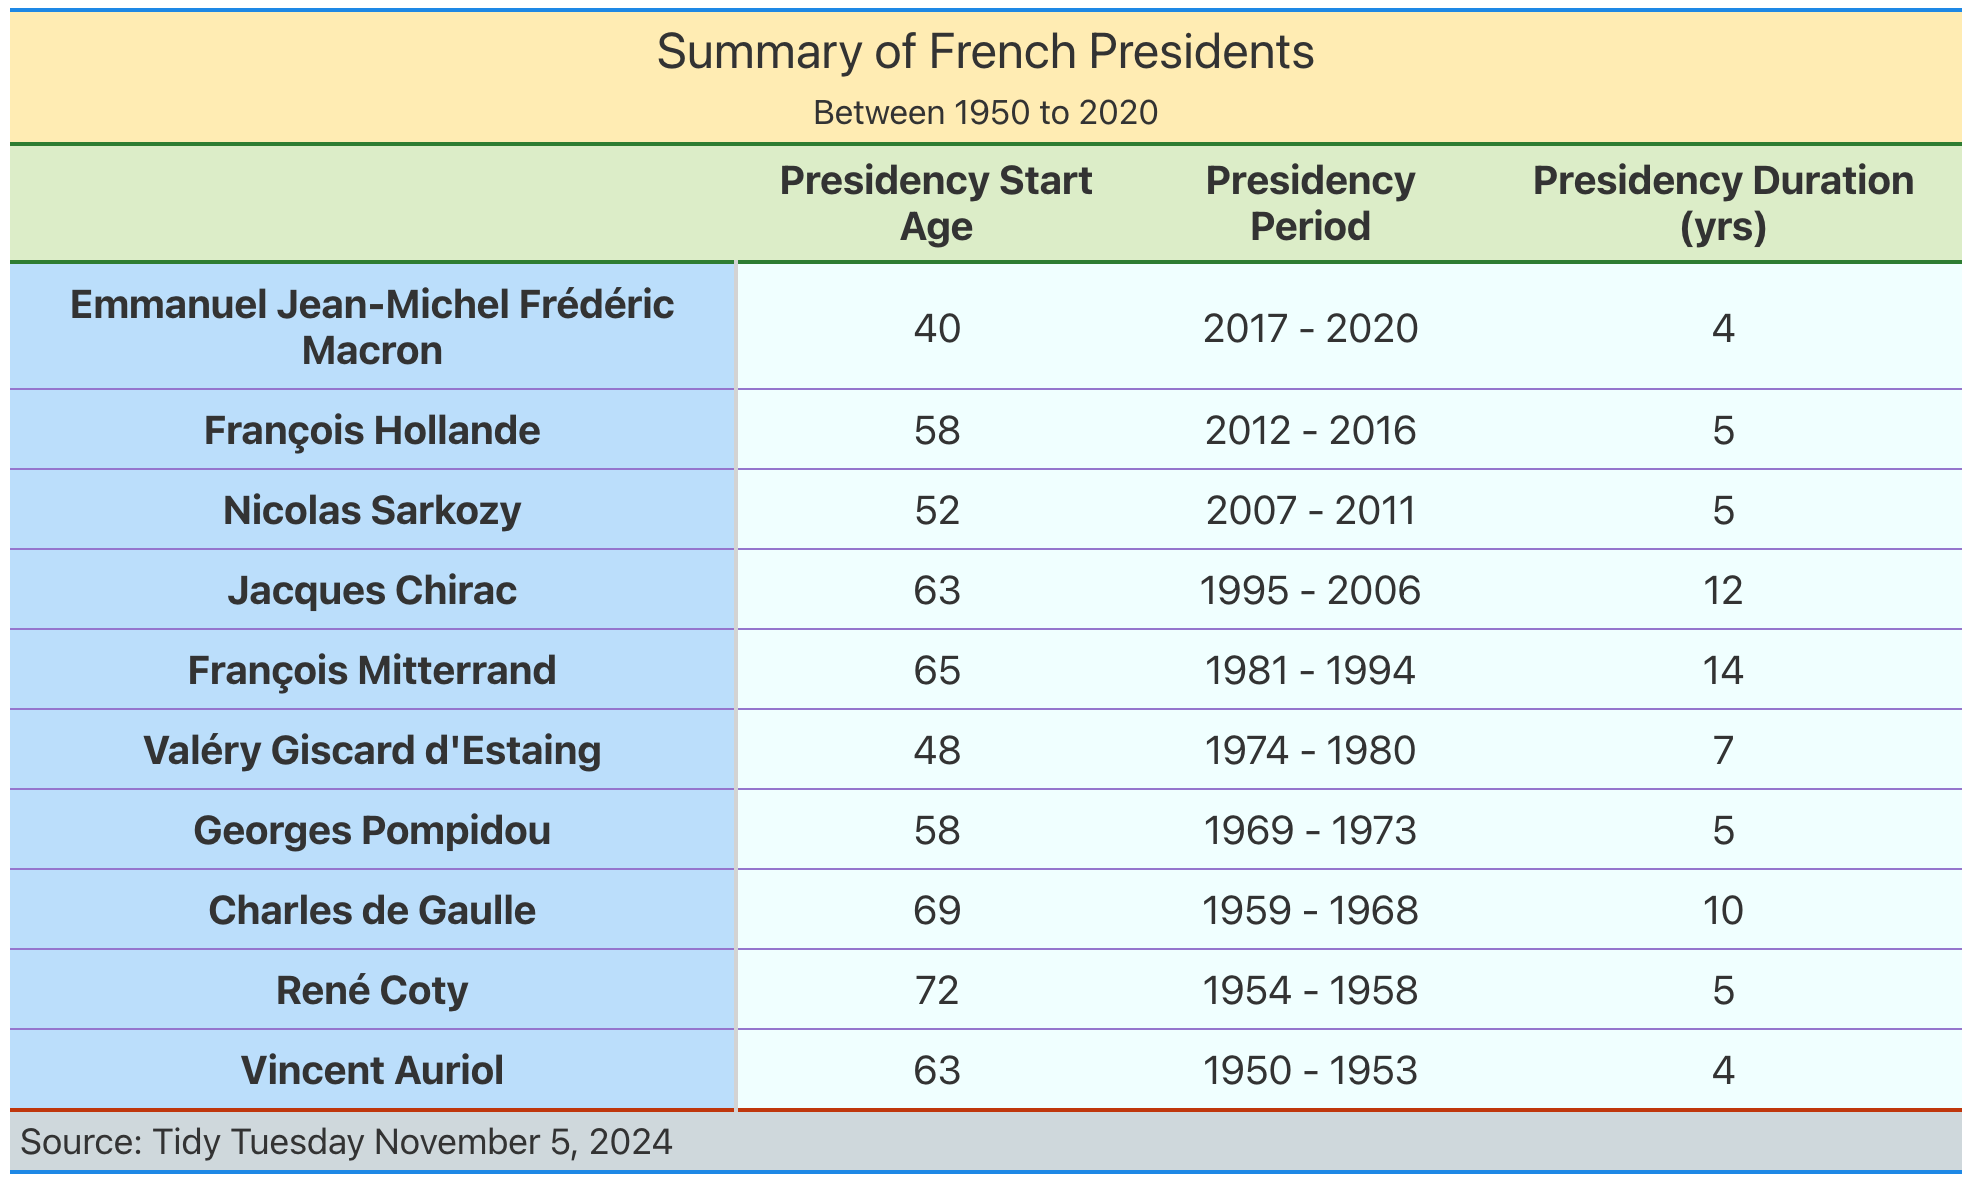 Summary of French Presidents
Between 1950 to 2020
Presidency Start Age Presidency Period Presidency Duration (yrs)
Emmanuel Jean-Michel Frédéric Macron 40 2017 - 2020 4
François Hollande 58 2012 - 2016 5
Nicolas Sarkozy 52 2007 - 2011 5
Jacques Chirac 63 1995 - 2006 12
François Mitterrand 65 1981 - 1994 14
Valéry Giscard d'Estaing 48 1974 - 1980 7
Georges Pompidou 58 1969 - 1973 5
Charles de Gaulle 69 1959 - 1968 10
René Coty 72 1954 - 1958 5
Vincent Auriol 63 1950 - 1953 4
Source: Tidy Tuesday November 5, 2024